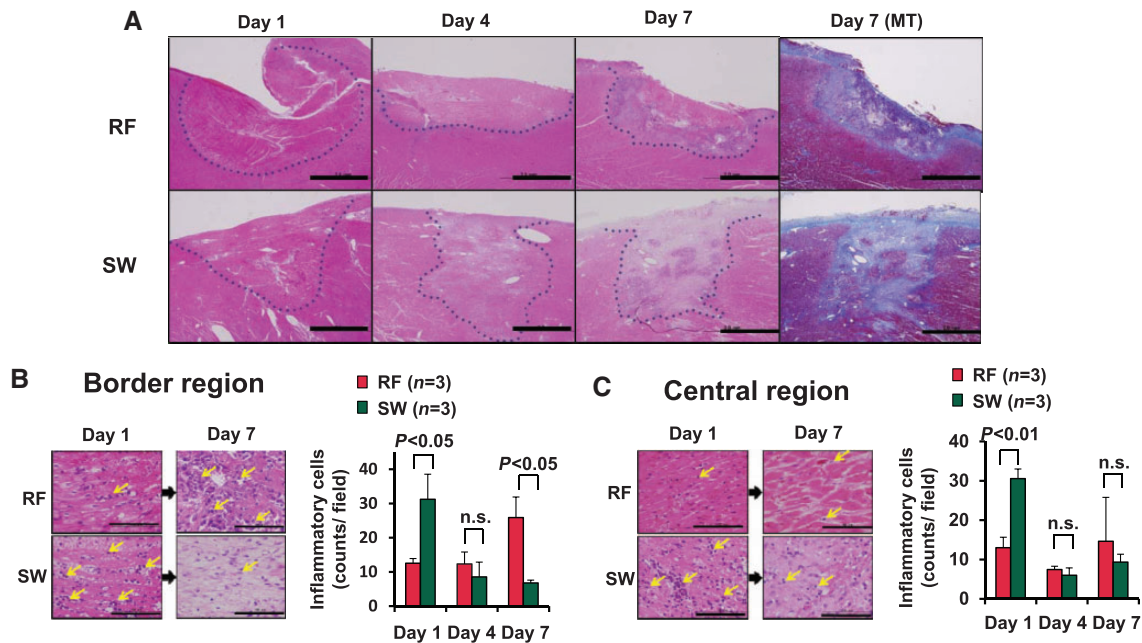 A
Day 1 Day 4 Day 7 Day 7 (MT)
RF
SW
B
Border region
RF (n=3)
SW (n=3)
Day 1 Day 7
RF
SW
Inflammatory cells
(counts/ field)
40
30
20
10
0
P<0.05
n.s.
P<0.05
Day 1 Day 4 Day 7
C
Central region
RF (n=3)
SW (n=3)
Day 1 Day 7
RF
SW
Inflammatory cells
(counts/ field)
40
30
20
10
0
P<0.01
n.s.
n.s.
Day 1 Day 4 Day 7